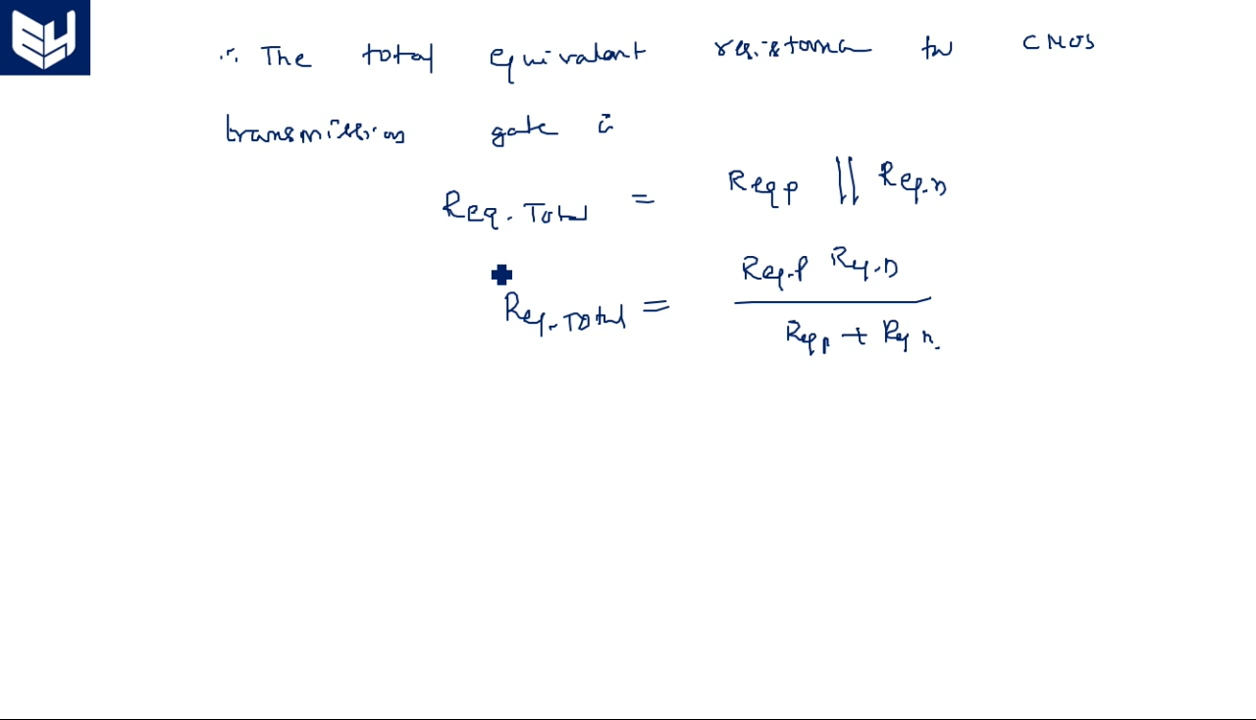 ∴ The total equivalent resistance for CMOS
transmission gate is
Req.Total = Req p || Req.n
Req.Total = Req.p Req.n / Req p + Req n.